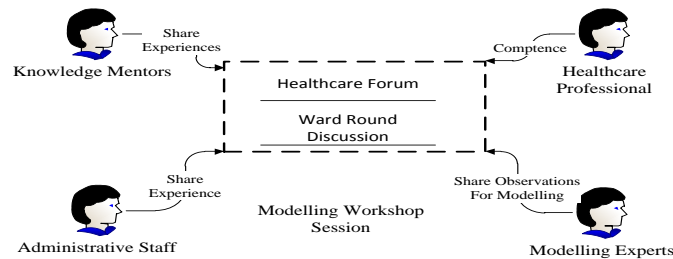 Share
Experiences
Knowledge Mentors
Comptence
Healthcare
Professional
Healthcare Forum
Ward Round
Discussion
Share
Experience
Administrative Staff
Modelling Workshop
Session
Share Observations
For Modelling
Modelling Experts